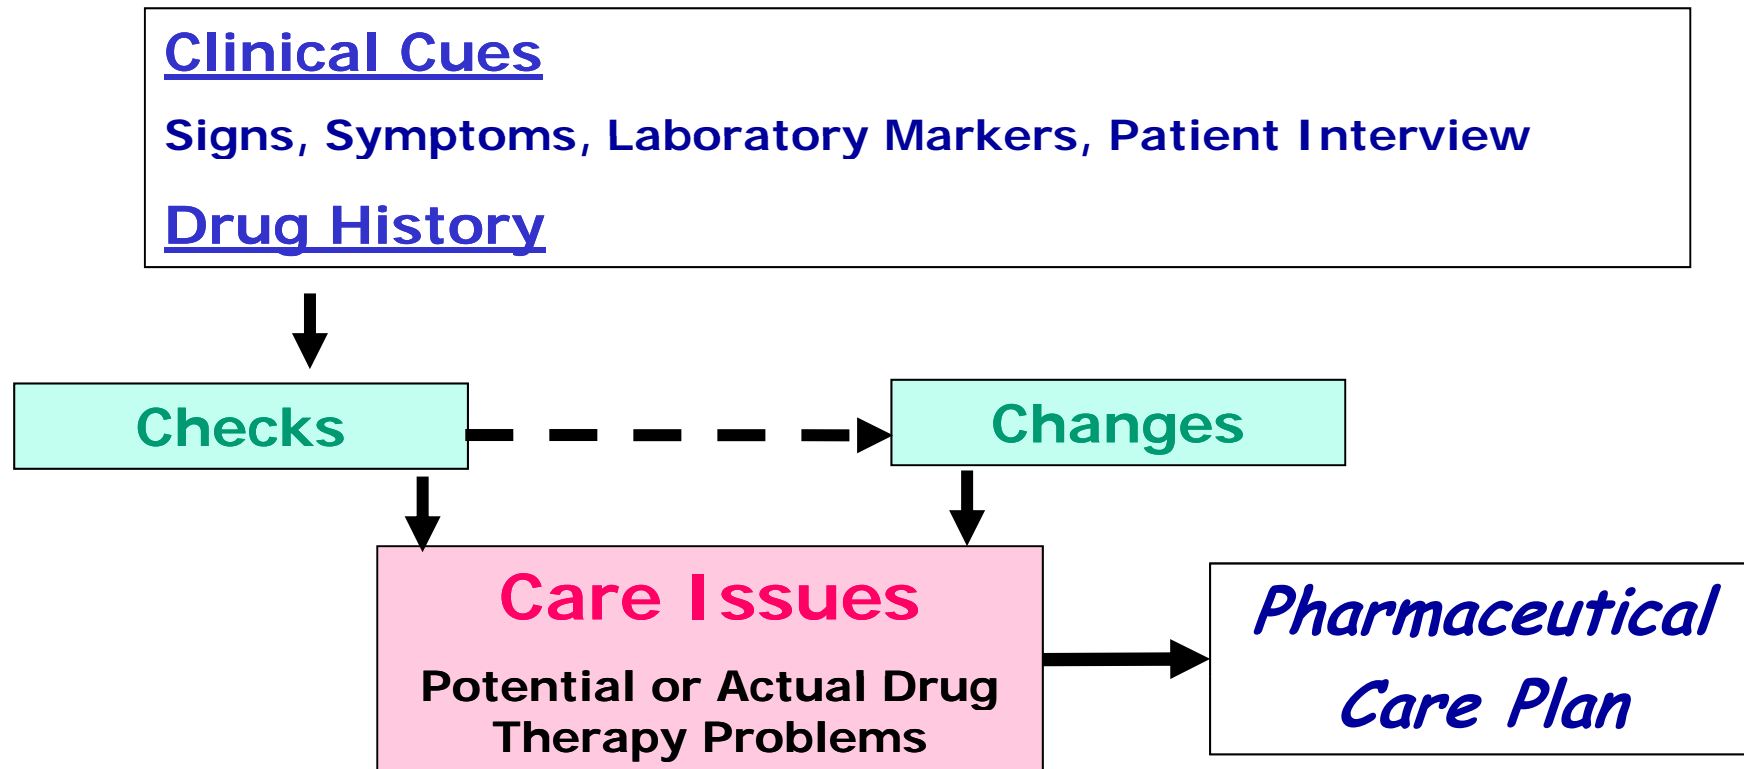 Clinical Cues
Signs, Symptoms, Laboratory Markers, Patient Interview
Drug History
Checks
Changes
Care Issues
Potential or Actual Drug
Therapy Problems
Pharmaceutical
Care Plan